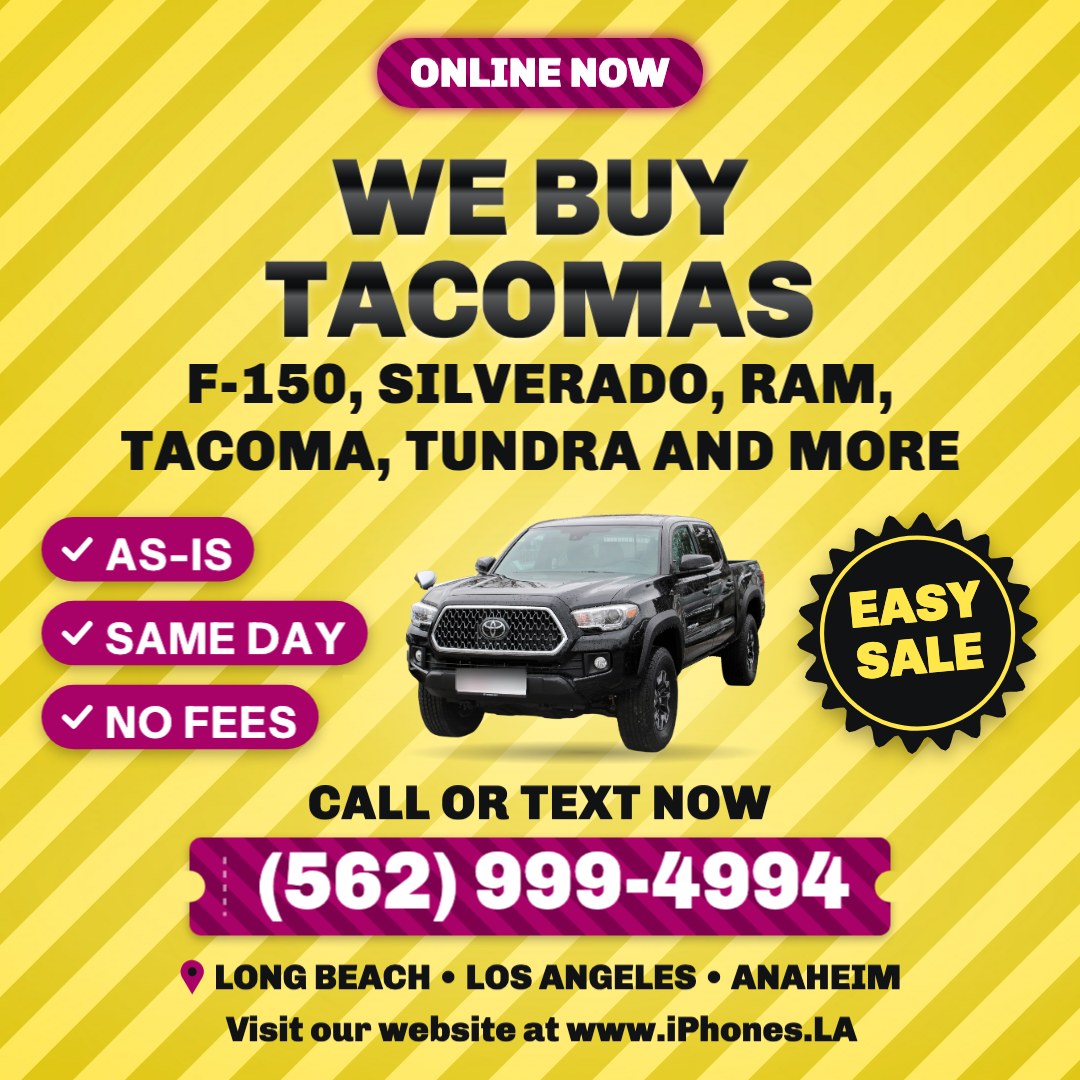 ONLINE NOW
WE BUY
TACOMAS
F-150, SILVERADO, RAM,
TACOMA, TUNDRA AND MORE
AS-IS
SAME DAY
NO FEES
EASY
SALE
CALL OR TEXT NOW
(562) 999-4994
LONG BEACH • LOS ANGELES • ANAHEIM
Visit our website at www.iPhones.LA